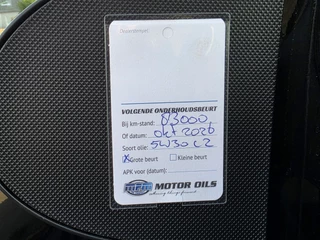 VOLGENDE ONDERHOUDSBEURT
Bij km-stand: 83000
Of datum: okt 2026
Soort olie: 5W30 C2
Grote beurt Kleine beurt
APK voor (datum):
MOTOR OILS